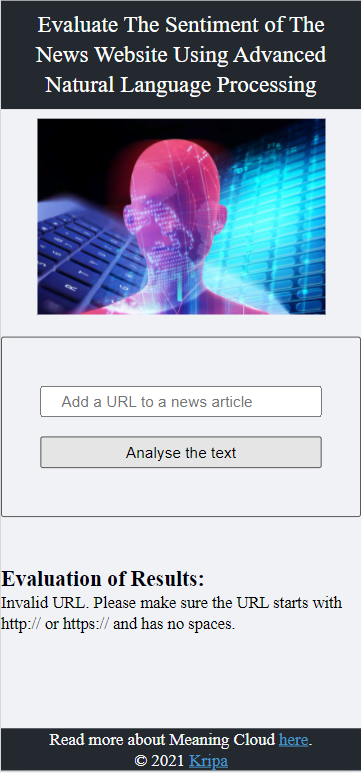 Evaluate The Sentiment of The
News Website Using Advanced
Natural Language Processing
Add a URL to a news article
Analyse the text
Evaluation of Results:
Invalid URL. Please make sure the URL starts with
http:// or https:// and has no spaces.
Read more about Meaning Cloud here.
© 2021 Kripa